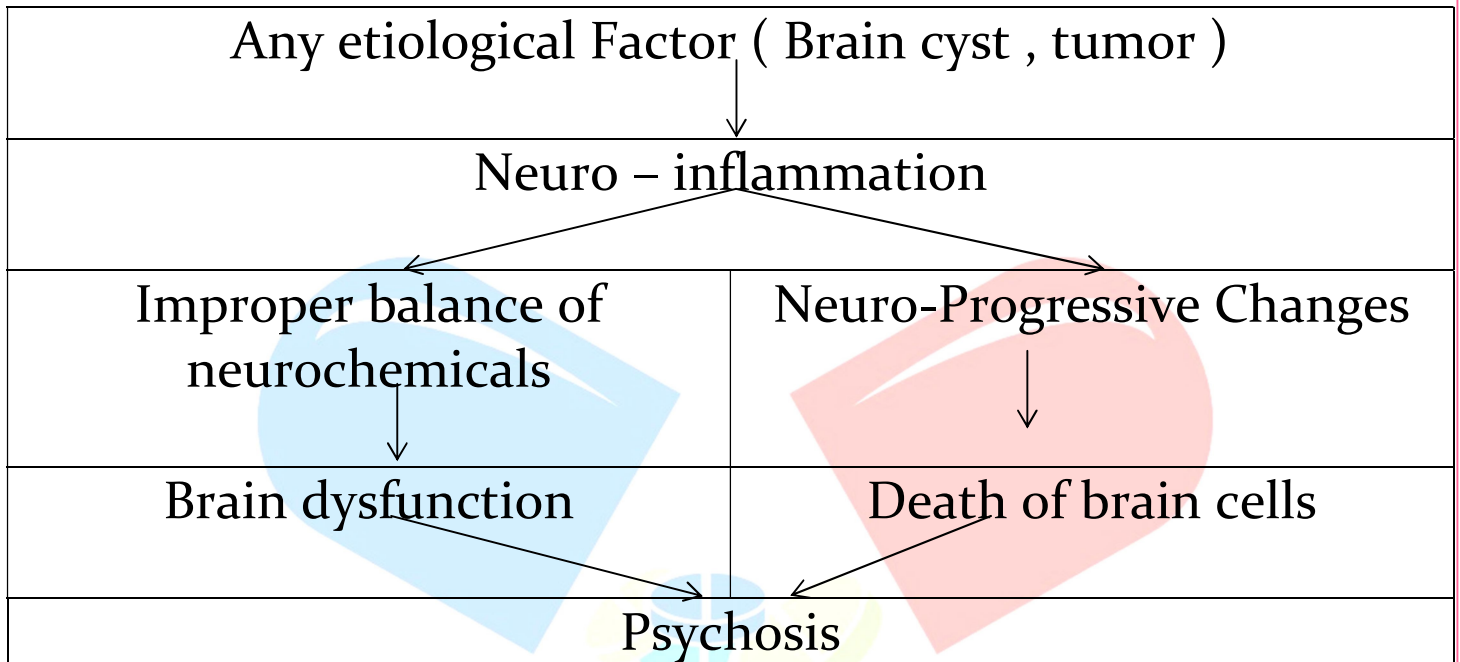 Any etiological Factor ( Brain cyst , tumor )
Neuro – inflammation
Improper balance of
neurochemicals
Neuro-Progressive Changes
Brain dysfunction
Death of brain cells
Psychosis